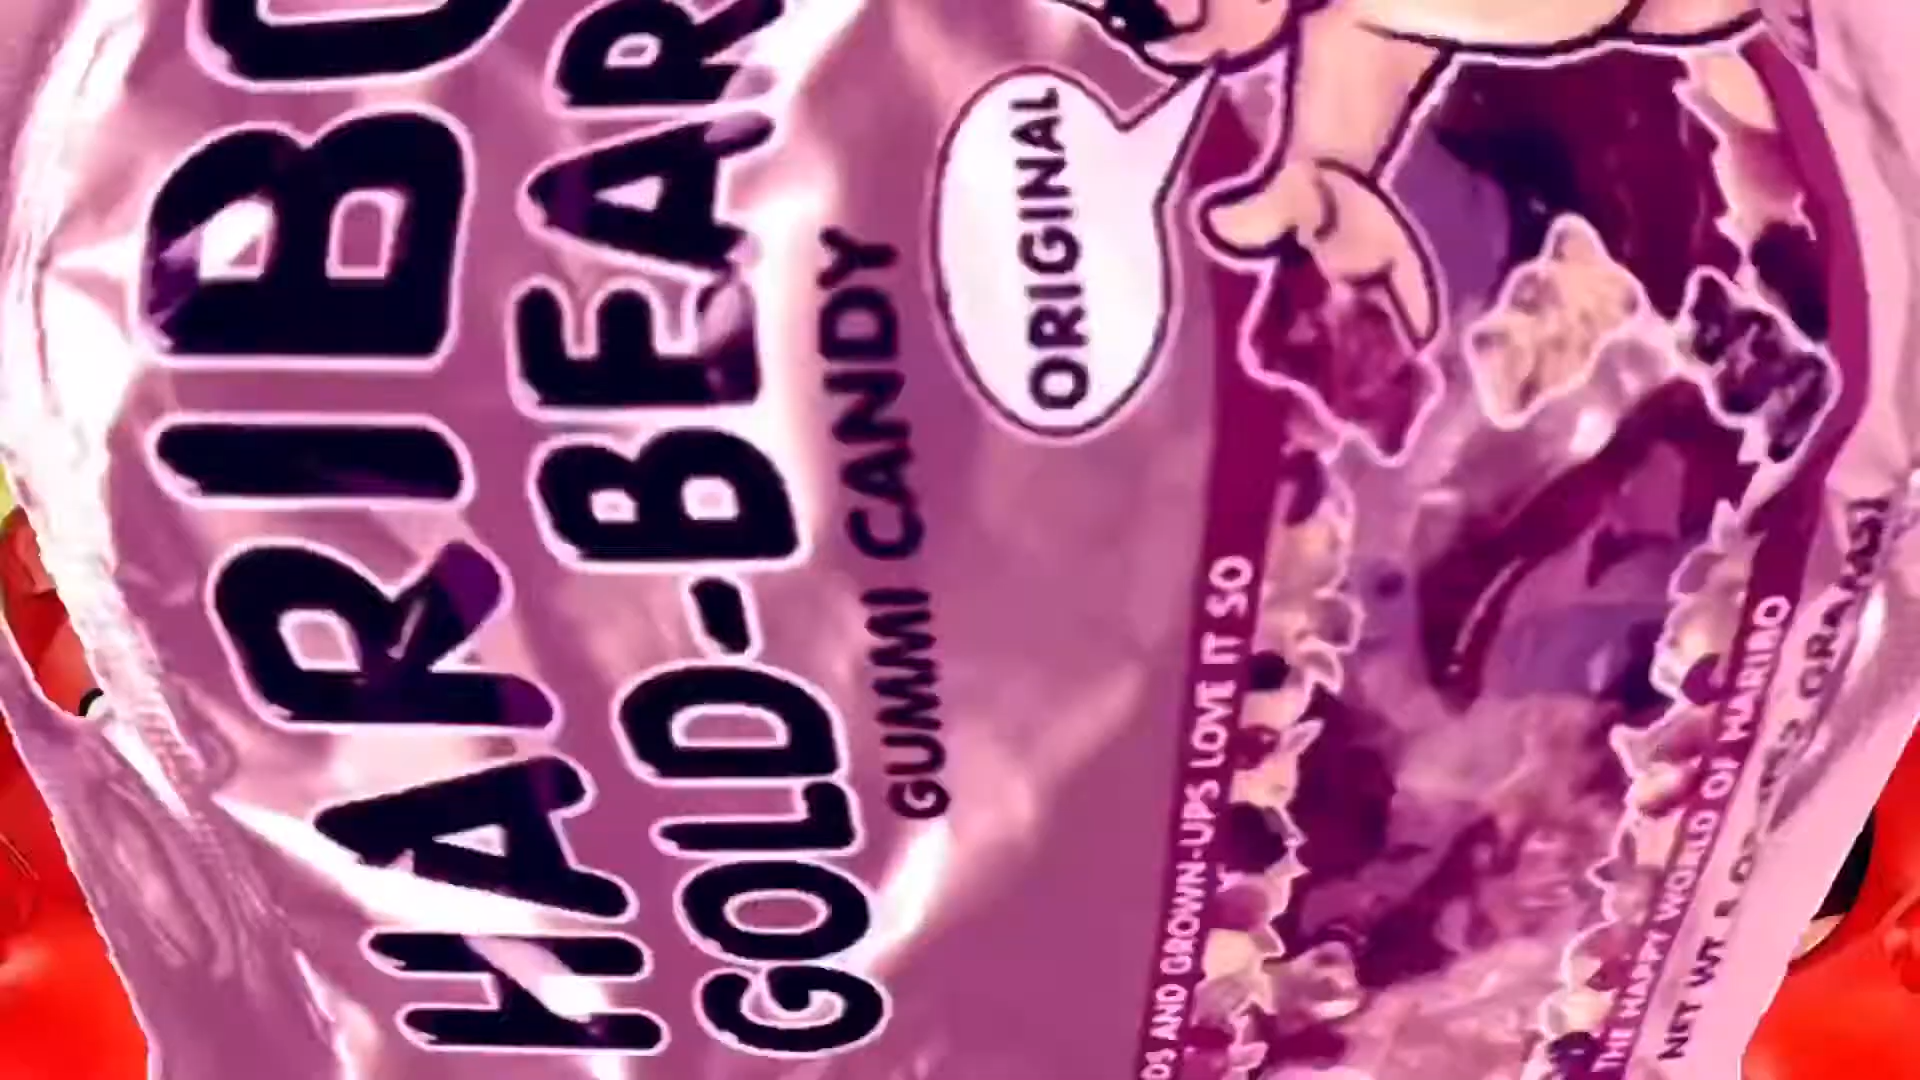 HARIBO
GOLD-BEAR
GUMMI CANDY
ORIGINAL
AND GROWN-UPS LOVE IT SO
THE HAPPY WORLD OF HARIBO
NET WT.